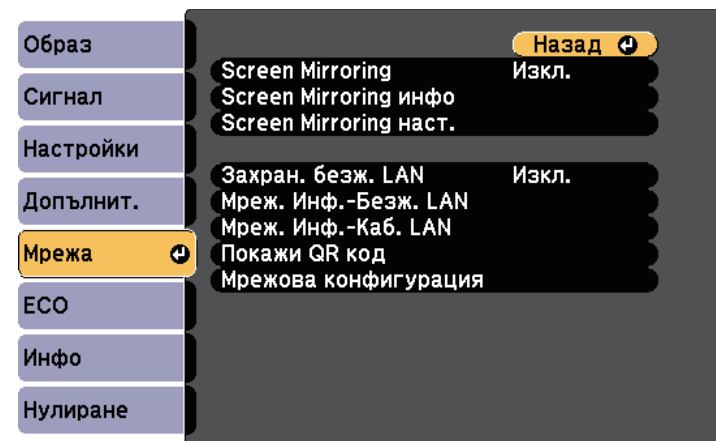 Образ
Сигнал
Настройки
Допълнит.
Мрежа
ECO
Инфо
Нулиране
Назад
Screen Mirroring Изкл.
Screen Mirroring инфо
Screen Mirroring наст.
Захран. безж. LAN Изкл.
Мреж. Инф.-Безж. LAN
Мреж. Инф.-Каб. LAN
Покажи QR код
Мрежова конфигурация